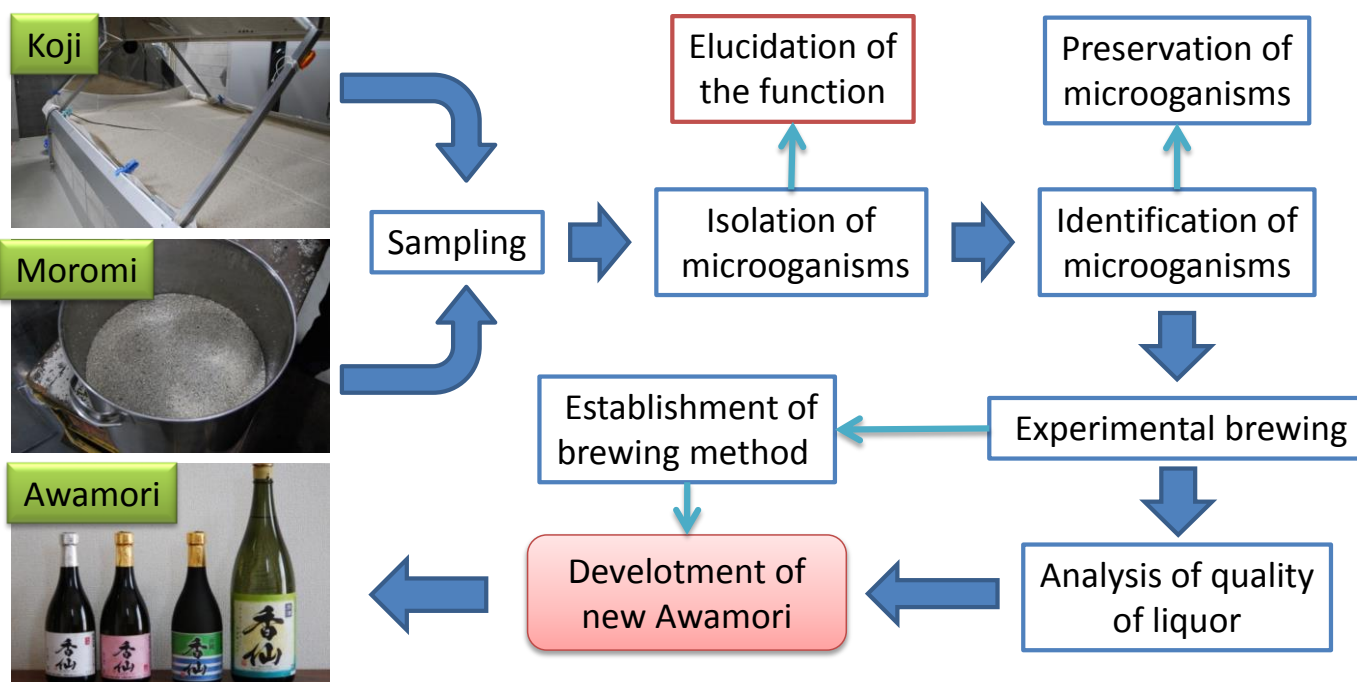 Koji
Elucidation of
the function
Preservation of
microoganisms
Sampling
Isolation of
microoganisms
Identification of
microoganisms
Moromi
Establishment of
brewing method
Experimental brewing
Awamori
Develotment of
new Awamori
Analysis of quality
of liquor
香仙
香仙
香仙
香仙